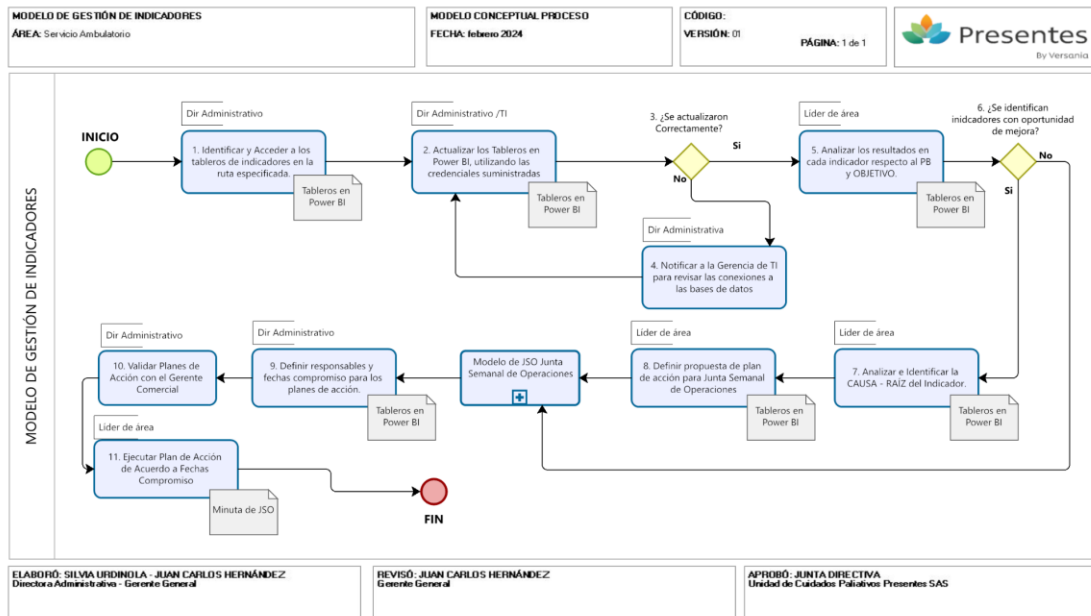 MODELO DE GESTIÓN DE INDICADORES
ÁREA: Servicio Ambulatorio
MODELO CONCEPTUAL PROCESO
FECHA: febrero 2024
CÓDIGO:
VERSIÓN: 01
PÁGINA: 1 de 1
Presentes
By Versania
MODELO DE GESTIÓN DE INDICADORES
INICIO
Dir Administrativo
1. Identificar y Acceder a los
tableros de indicadores en la
ruta especificada.
Tableros en
Power BI
Dir Administrativo /TI
2. Actualizar los Tableros en
Power BI, utilizando las
credenciales suministradas
Tableros en
Power BI
3. ¿Se actualizaron
Correctamente?
Si
No
Dir Administrativa
4. Notificar a la Gerencia de TI
para revisar las conexiones a
las bases de datos
Líder de área
5. Analizar los resultados en
cada indicador respecto al PB
y OBJETIVO.
Tableros en
Power BI
6. ¿Se identifican
inidcadores con oportunidad
de mejora?
No
Si
Líder de área
7. Analizar e Identificar la
CAUSA - RAÍZ del Indicador.
Tableros en
Power BI
Líder de área
8. Definir propuesta de plan
de acción para Junta Semanal
de Operaciones
Tableros en
Power BI
Modelo de JSO Junta
Semanal de Operaciones
Dir Administrativo
9. Definir responsables y
fechas compromiso para los
planes de acción.
Tableros en
Power BI
Dir Administrativo
10. Validar Planes de
Acción con el Gerente
Comercial
Líder de área
11. Ejecutar Plan de Acción
de Acuerdo a Fechas
Compromiso
Minuta de JSO
FIN
ELABORÓ: SILVIA URDINOLA - JUAN CARLOS HERNÁNDEZ
Directora Administrativa - Gerente General
REVISÓ: JUAN CARLOS HERNÁNDEZ
Gerente General
APROBÓ: JUNTA DIRECTIVA
Unidad de Cuidados Paliativos Presentes SAS